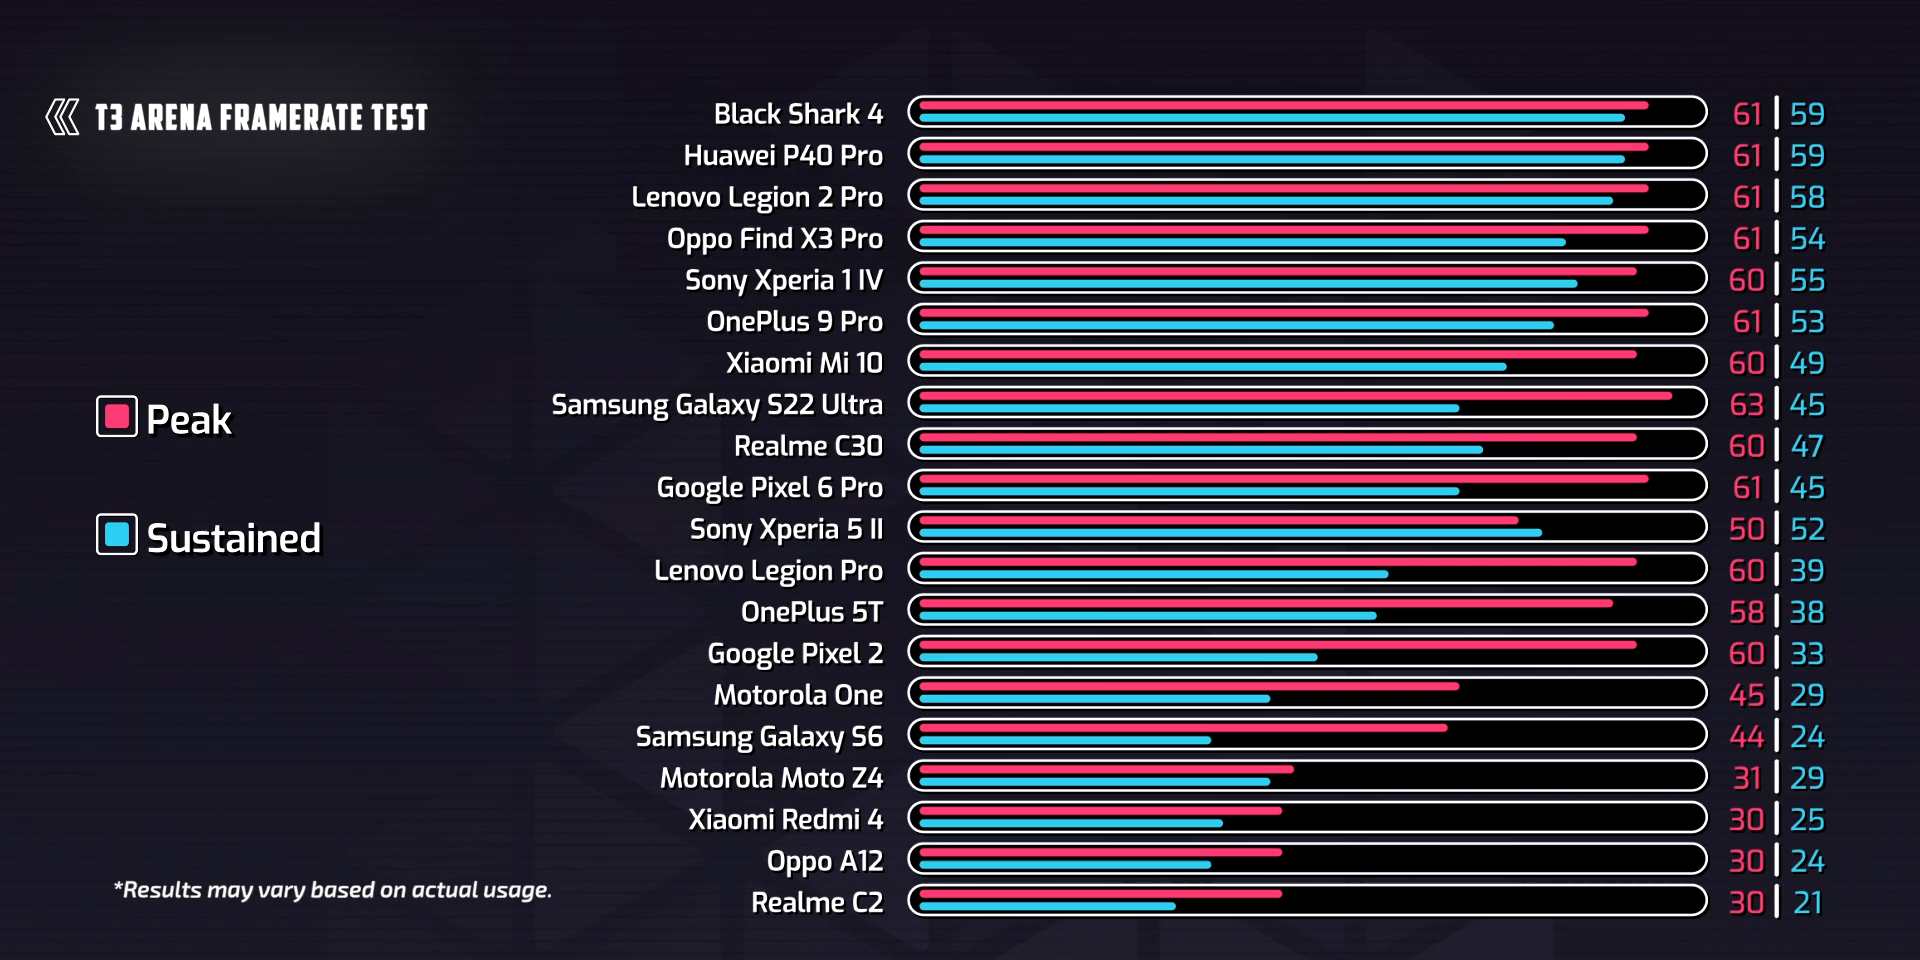 T3 ARENA FRAMERATE TEST
Peak
Sustained
Black Shark 4 61 | 59
Huawei P40 Pro 61 | 59
Lenovo Legion 2 Pro 61 | 58
Oppo Find X3 Pro 61 | 54
Sony Xperia 1 IV 60 | 55
OnePlus 9 Pro 61 | 53
Xiaomi Mi 10 60 | 49
Samsung Galaxy S22 Ultra 63 | 45
Realme C30 60 | 47
Google Pixel 6 Pro 61 | 45
Sony Xperia 5 II 50 | 52
Lenovo Legion Pro 60 | 39
OnePlus 5T 58 | 38
Google Pixel 2 60 | 33
Motorola One 45 | 29
Samsung Galaxy S6 44 | 24
Motorola Moto Z4 31 | 29
Xiaomi Redmi 4 30 | 25
Oppo A12 30 | 24
Realme C2 30 | 21
*Results may vary based on actual usage.